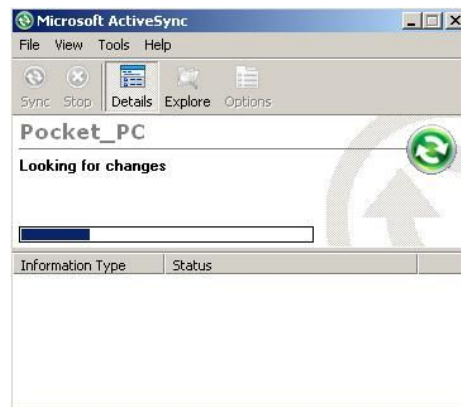 Microsoft ActiveSync
File View Tools Help
Sync Stop Details Explore Options
Pocket_PC
Looking for changes
Information Type Status